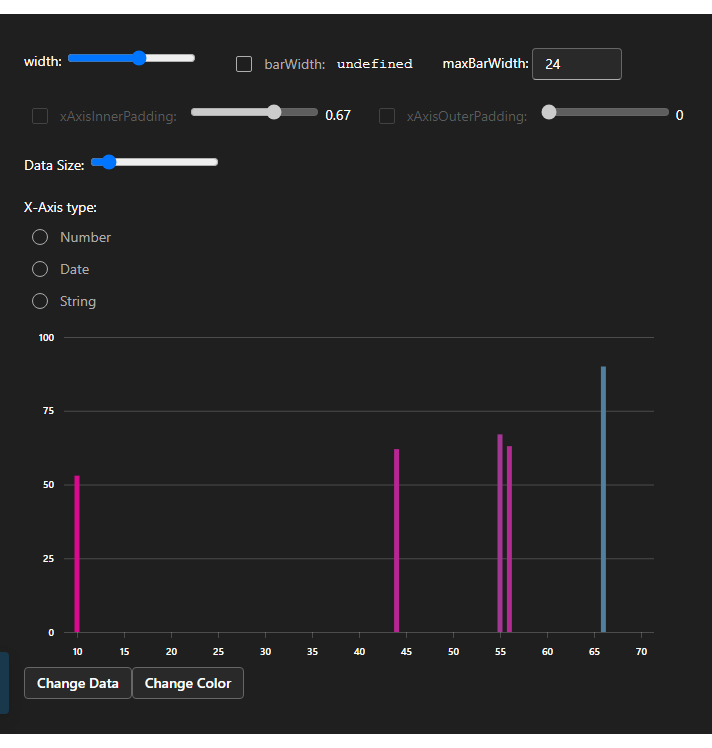 width: barWidth: undefined maxBarWidth: 24
xAxisInnerPadding: 0.67 xAxisOuterPadding: 0
Data Size:
X-Axis type:
Number
Date
String
100
75
50
25
0
10 15 20 25 30 35 40 45 50 55 60 65 70
Change Data Change Color